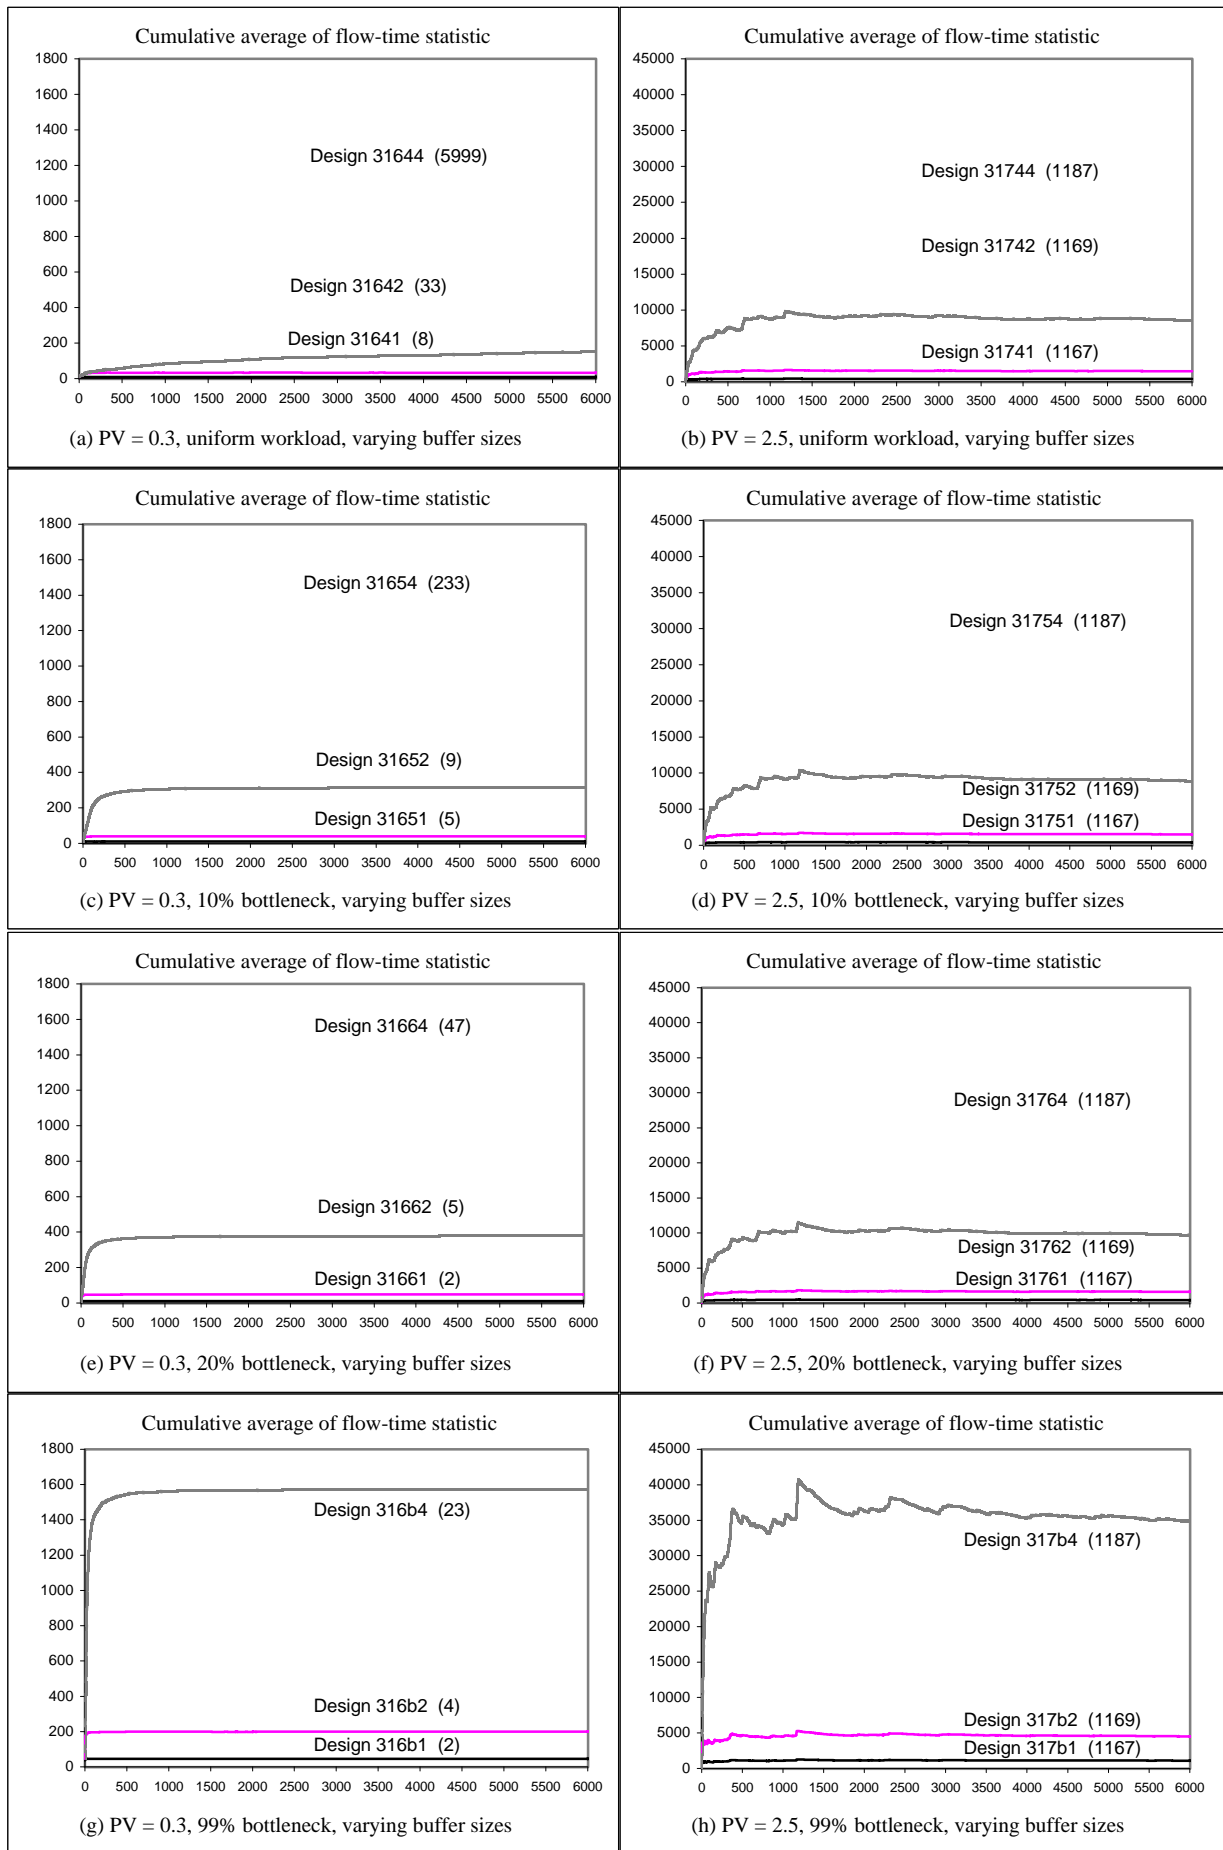 Cumulative average of flow-time statistic
1800
1600
1400
1200
1000
800
600
400
200
0
Design 31644 (5999)
Design 31642 (33)
Design 31641 (8)
0 500 1000 1500 2000 2500 3000 3500 4000 4500 5000 5500 6000
(a) PV = 0.3, uniform workload, varying buffer sizes
Cumulative average of flow-time statistic
45000
40000
35000
30000
25000
20000
15000
10000
5000
0
Design 31744 (1187)
Design 31742 (1169)
Design 31741 (1167)
0 500 1000 1500 2000 2500 3000 3500 4000 4500 5000 5500 6000
(b) PV = 2.5, uniform workload, varying buffer sizes
Cumulative average of flow-time statistic
1800
1600
1400
1200
1000
800
600
400
200
0
Design 31654 (233)
Design 31652 (9)
Design 31651 (5)
0 500 1000 1500 2000 2500 3000 3500 4000 4500 5000 5500 6000
(c) PV = 0.3, 10% bottleneck, varying buffer sizes
Cumulative average of flow-time statistic
45000
40000
35000
30000
25000
20000
15000
10000
5000
0
Design 31754 (1187)
Design 31752 (1169)
Design 31751 (1167)
0 500 1000 1500 2000 2500 3000 3500 4000 4500 5000 5500 6000
(d) PV = 2.5, 10% bottleneck, varying buffer sizes
Cumulative average of flow-time statistic
1800
1600
1400
1200
1000
800
600
400
200
0
Design 31664 (47)
Design 31662 (5)
Design 31661 (2)
0 500 1000 1500 2000 2500 3000 3500 4000 4500 5000 5500 6000
(e) PV = 0.3, 20% bottleneck, varying buffer sizes
Cumulative average of flow-time statistic
45000
40000
35000
30000
25000
20000
15000
10000
5000
0
Design 31764 (1187)
Design 31762 (1169)
Design 31761 (1167)
0 500 1000 1500 2000 2500 3000 3500 4000 4500 5000 5500 6000
(f) PV = 2.5, 20% bottleneck, varying buffer sizes
Cumulative average of flow-time statistic
1800
1600
1400
1200
1000
800
600
400
200
0
Design 316b4 (23)
Design 316b2 (4)
Design 316b1 (2)
0 500 1000 1500 2000 2500 3000 3500 4000 4500 5000 5500 6000
(g) PV = 0.3, 99% bottleneck, varying buffer sizes
Cumulative average of flow-time statistic
45000
40000
35000
30000
25000
20000
15000
10000
5000
0
Design 317b4 (1187)
Design 317b2 (1169)
Design 317b1 (1167)
0 500 1000 1500 2000 2500 3000 3500 4000 4500 5000 5500 6000
(h) PV = 2.5, 99% bottleneck, varying buffer sizes